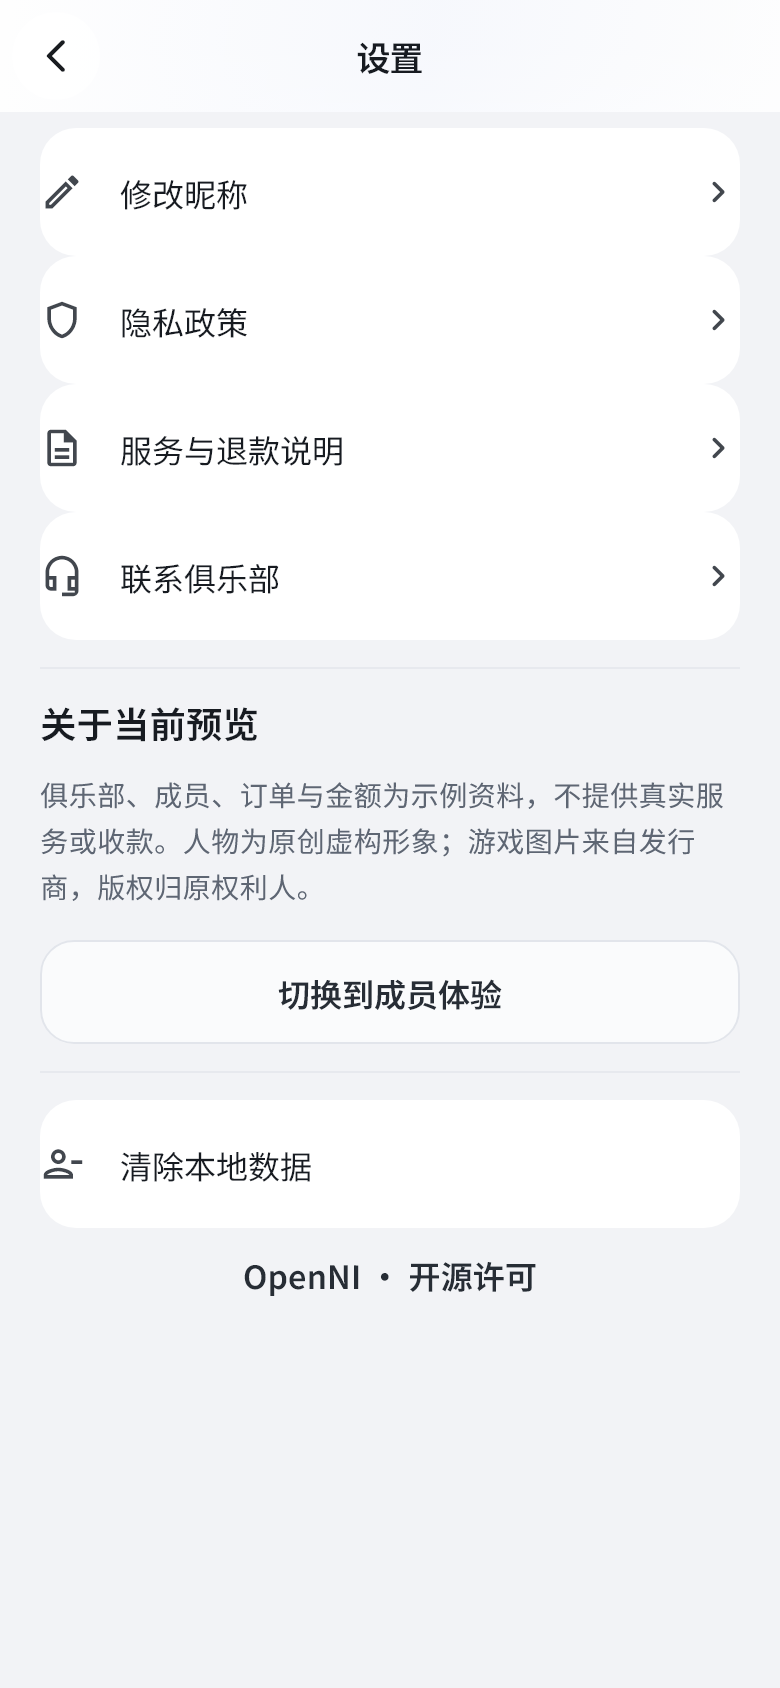 设置
修改昵称
隐私政策
服务与退款说明
联系俱乐部
关于当前预览
俱乐部、成员、订单与金额为示例资料，不提供真实服
务或收款。人物为原创虚构形象；游戏图片来自发行
商，版权归原权利人。
切换到成员体验
清除本地数据
OpenNI · 开源许可